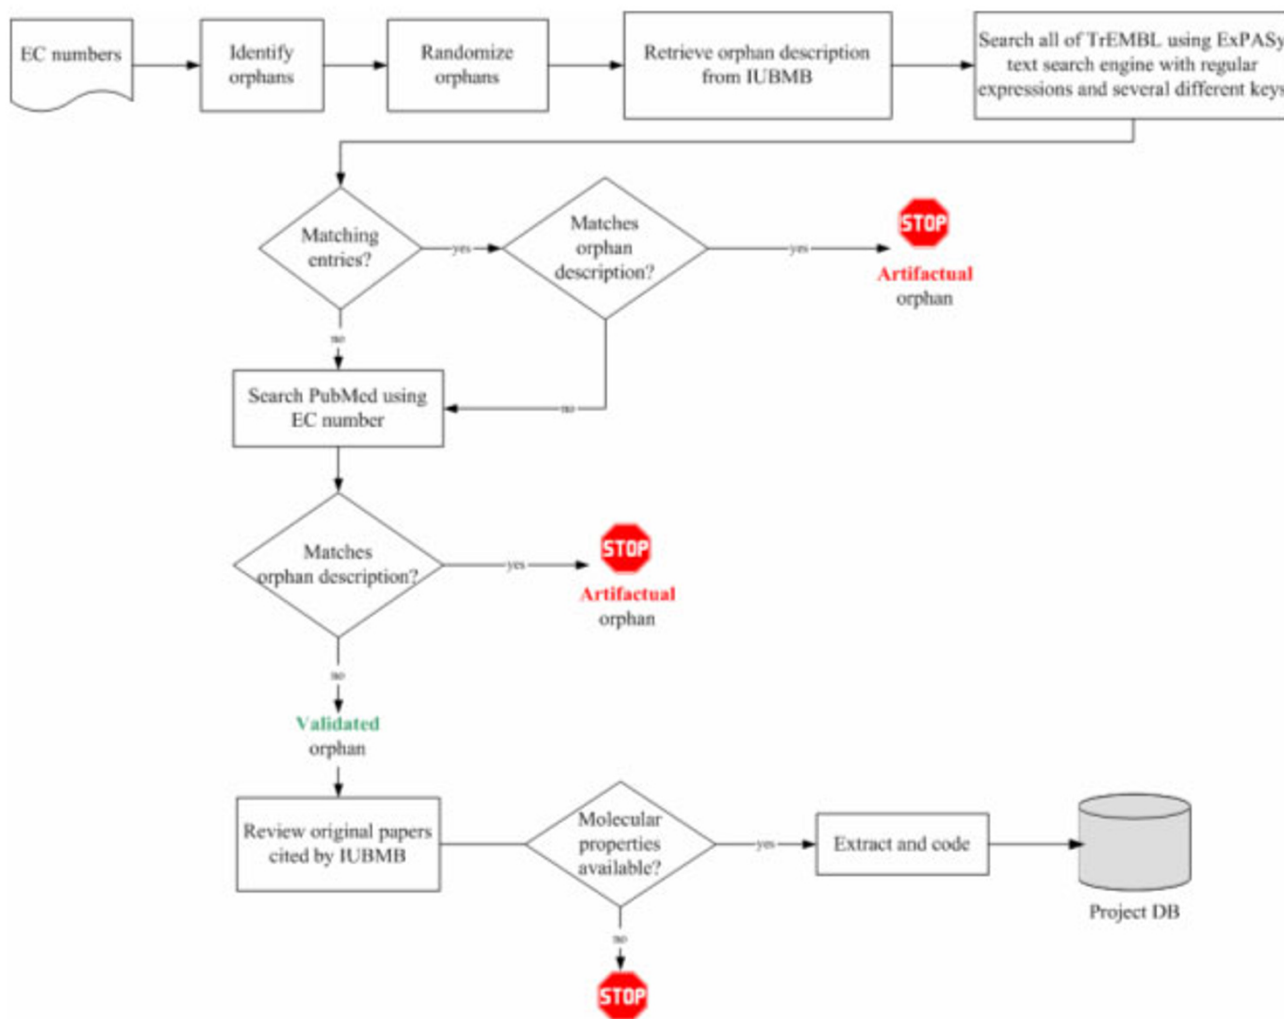 EC numbers
Identify
orphans
Randomize
orphans
Retrieve orphan description
from IUBMB
Search all of TrEMBL using ExPASy
text search engine with regular
expressions and several different keys
Matching
entries?
yes
Matches
orphan
description?
yes
STOP
Artifactual
orphan
no
Search PubMed using
EC number
no
Matches
orphan description?
yes
STOP
Artifactual
orphan
no
Validated
orphan
Review original papers
cited by IUBMB
Molecular
properties
available?
yes
Extract and code
Project DB
no
STOP